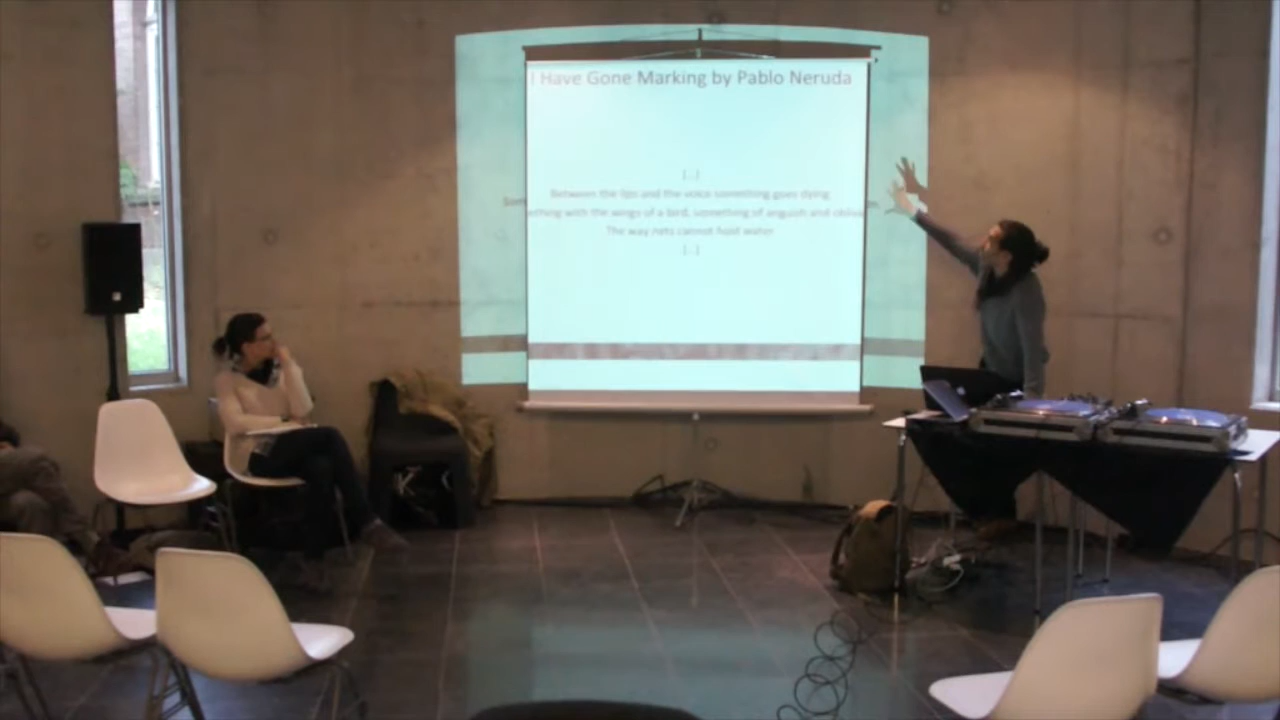 I Have Gone Marking by Pablo Neruda
[...]
Between the lips and the voice something goes dying
Something with the wings of a bird, something of anguish and oblivion
The way nets cannot hold water
[...]